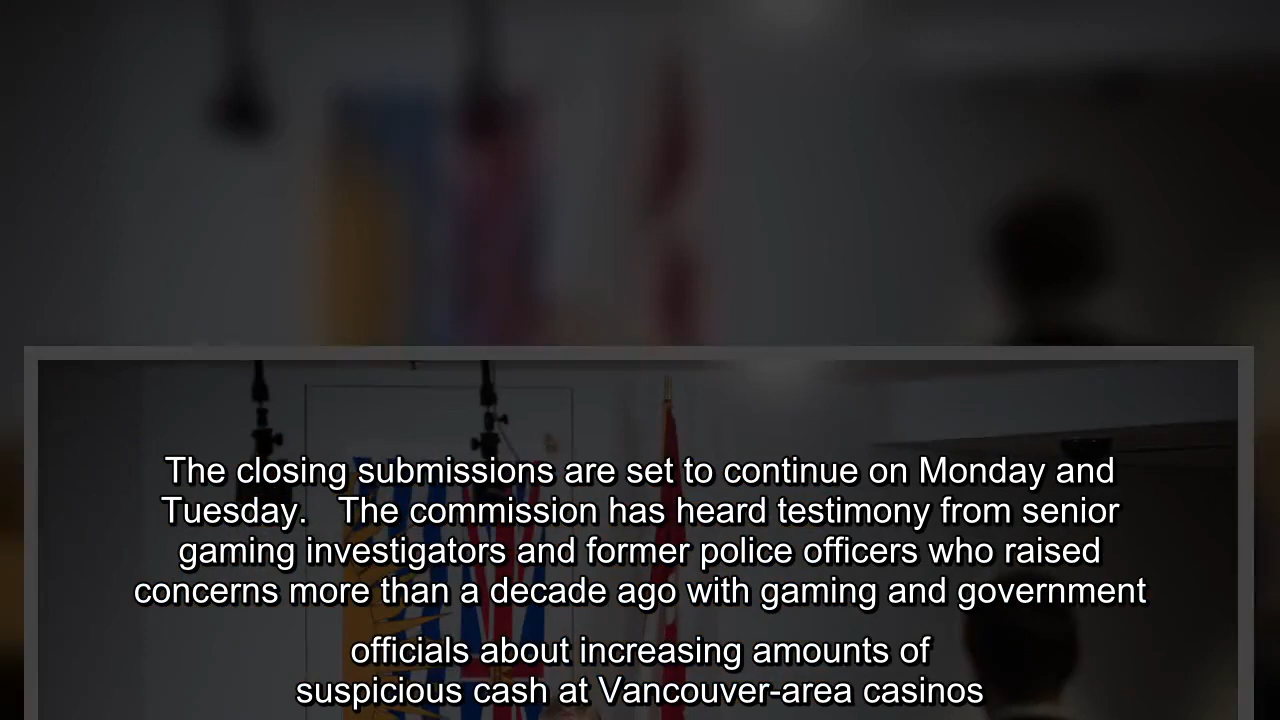 The closing submissions are set to continue on Monday and
Tuesday.   The commission has heard testimony from senior
gaming investigators and former police officers who raised
concerns more than a decade ago with gaming and government
officials about increasing amounts of
suspicious cash at Vancouver-area casinos